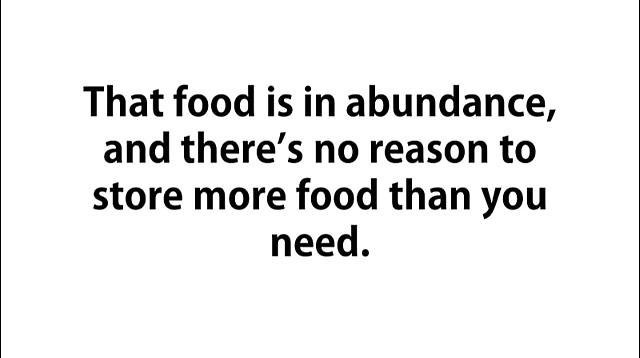 That food is in abundance,
and there’s no reason to
store more food than you
need.